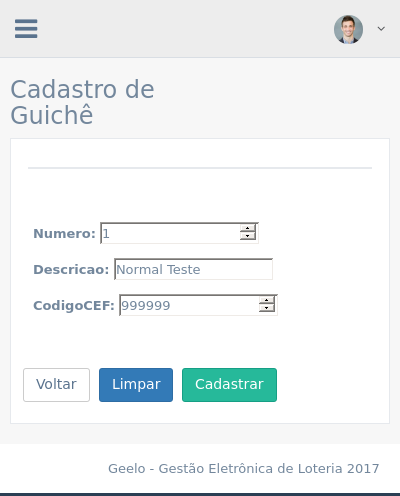 Cadastro de
Guichê
Numero: 1
Descricao: Normal Teste
CodigoCEF: 999999
Voltar Limpar Cadastrar
Geelo - Gestão Eletrônica de Loteria 2017